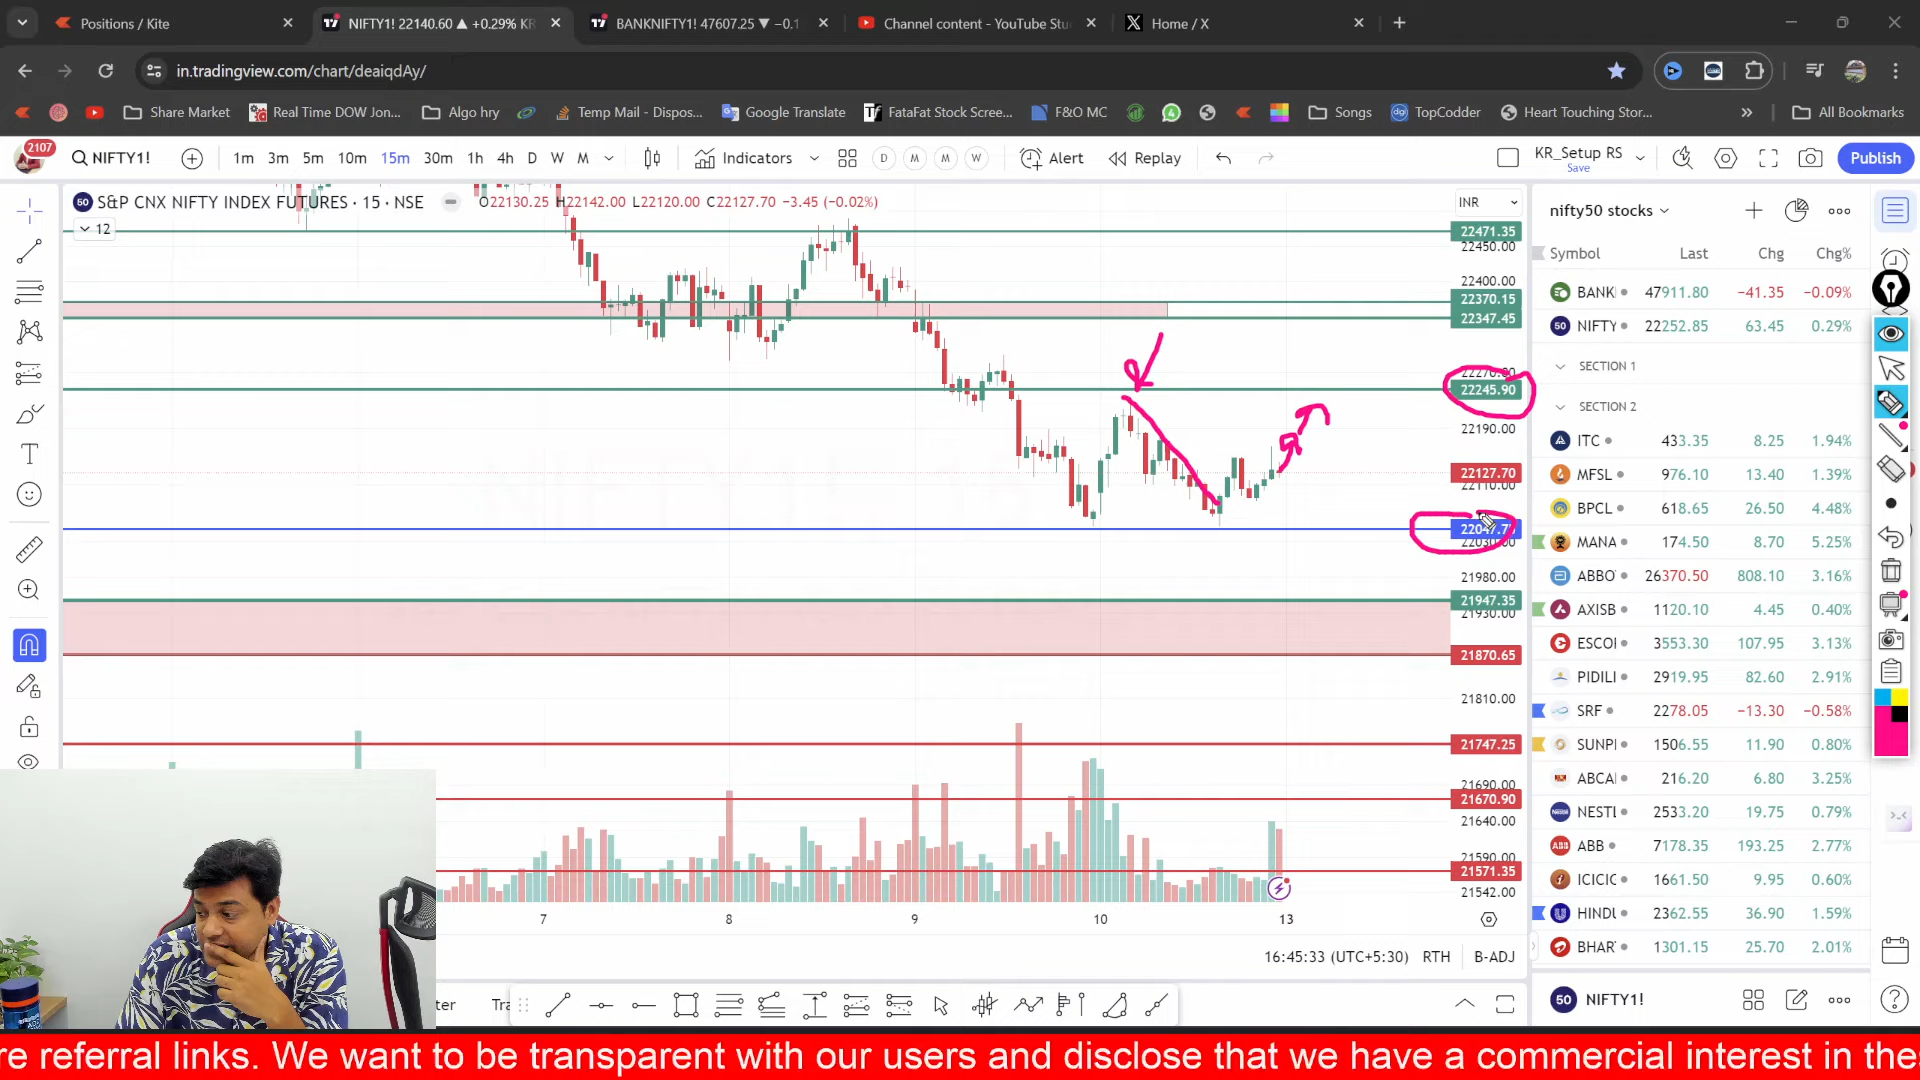 Positions / Kite
NIFTY1! 22140.60 ▲ +0.29% KR
BANKNIFTY1! 47607.25 ▼ −0.1
Channel content - YouTube Stu
Home / X
in.tradingview.com/chart/deaiqdAy/
Share Market
Real Time DOW Jon...
Algo hry
Temp Mail - Dispos...
Google Translate
FataFat Stock Scree...
F&O MC
Songs
TopCoder
Heart Touching Stor...
All Bookmarks
2107
NIFTY1!
1m 3m 5m 10m 15m 30m 1h 4h D W M
Indicators
D M M W
Alert
Replay
KR_Setup RS
Save
Publish
S&P CNX NIFTY INDEX FUTURES · 15 · NSE
O22130.25 H22142.00 L22120.00 C22127.70 −3.45 (−0.02%)
12
INR
22471.35
22450.00
22400.00
22370.15
22347.45
22245.90
22190.00
22127.70
22110.00
22030.00
21980.00
21947.35
21930.00
21870.65
21810.00
21747.25
21690.00
21670.90
21640.00
21590.00
21571.35
21542.00
7 8 9 10 13
16:45:33 (UTC+5:30) RTH B-ADJ
nifty50 stocks
Symbol Last Chg Chg%
BANK 47911.80 −41.35 −0.09%
NIFTY 22252.85 63.45 0.29%
SECTION 1
SECTION 2
ITC 433.35 8.25 1.94%
MFSL 976.10 13.40 1.39%
BPCL 618.65 26.50 4.48%
MANA 174.50 8.70 5.25%
ABBO 26370.50 808.10 3.16%
AXISB 1120.10 4.45 0.40%
ESCO 3553.30 107.95 3.13%
PIDILI 2919.95 82.60 2.91%
SRF 2278.05 −13.30 −0.58%
SUNPI 1506.55 11.90 0.80%
ABCA 216.20 6.80 3.25%
NESTL 2533.20 19.75 0.79%
ABB 7178.35 193.25 2.77%
ICICIC 1661.50 9.95 0.60%
HINDU 2362.55 36.90 1.59%
BHAR 1301.15 25.70 2.01%
NIFTY1!
re referral links. We want to be transparent with our users and disclose that we have a commercial interest in the